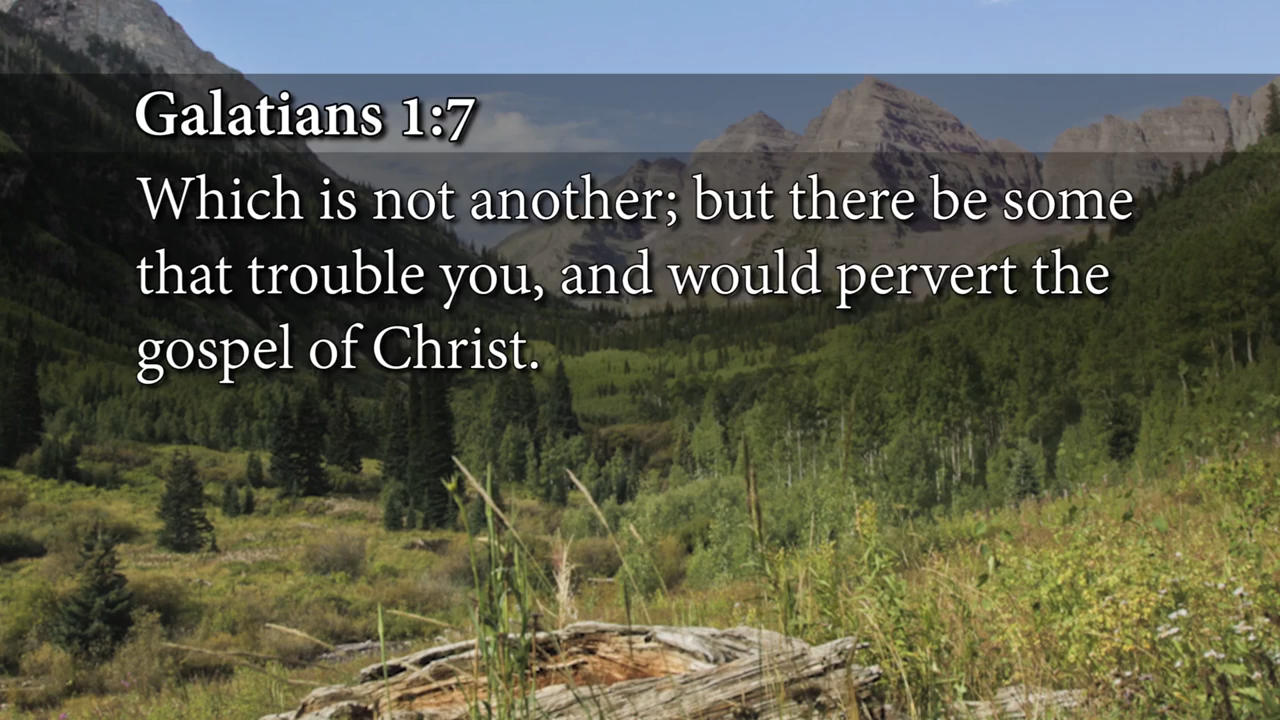 Galatians 1:7
Which is not another; but there be some
that trouble you, and would pervert the
gospel of Christ.